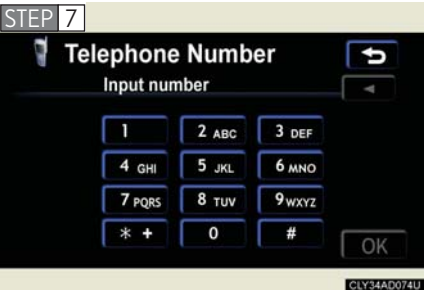 STEP 7
Telephone Number
Input number
1 2 ABC 3 DEF
4 GHI 5 JKL 6 MNO
7 PQRS 8 TUV 9 WXYZ
* + 0 #
OK
CLY34AD074U